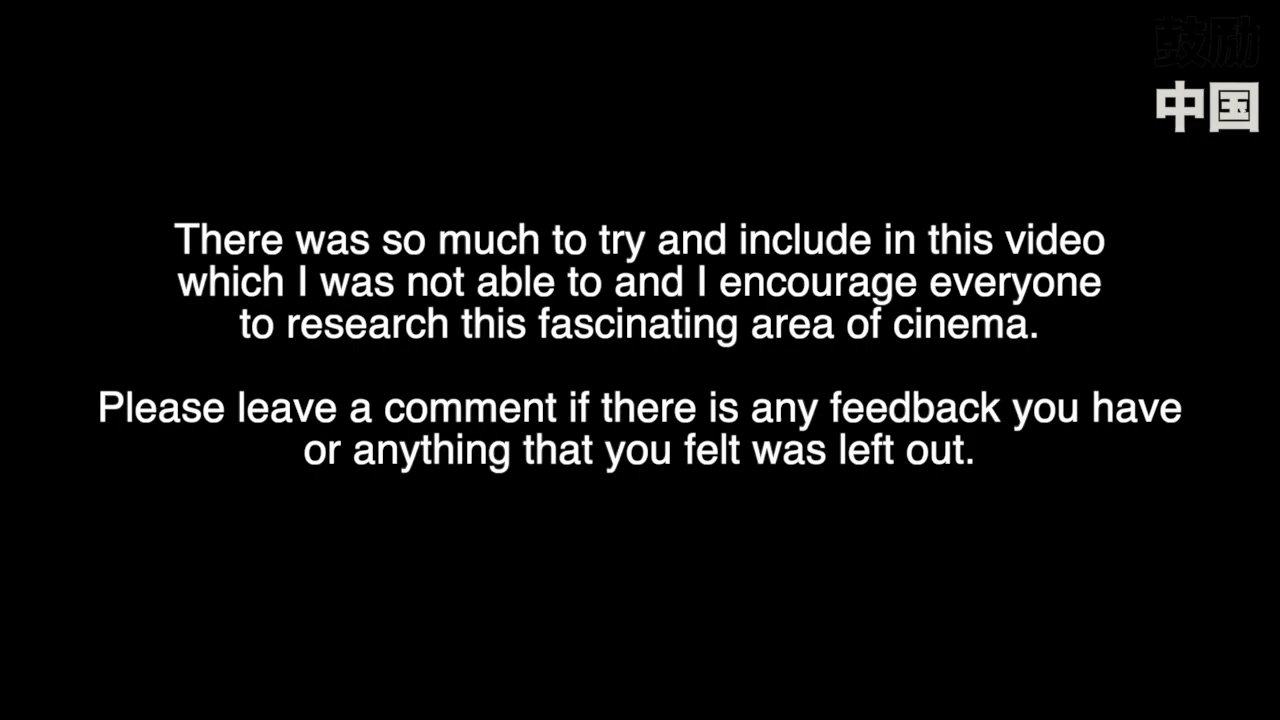 鼓励
中国
There was so much to try and include in this video
which I was not able to and I encourage everyone
to research this fascinating area of cinema.
Please leave a comment if there is any feedback you have
or anything that you felt was left out.